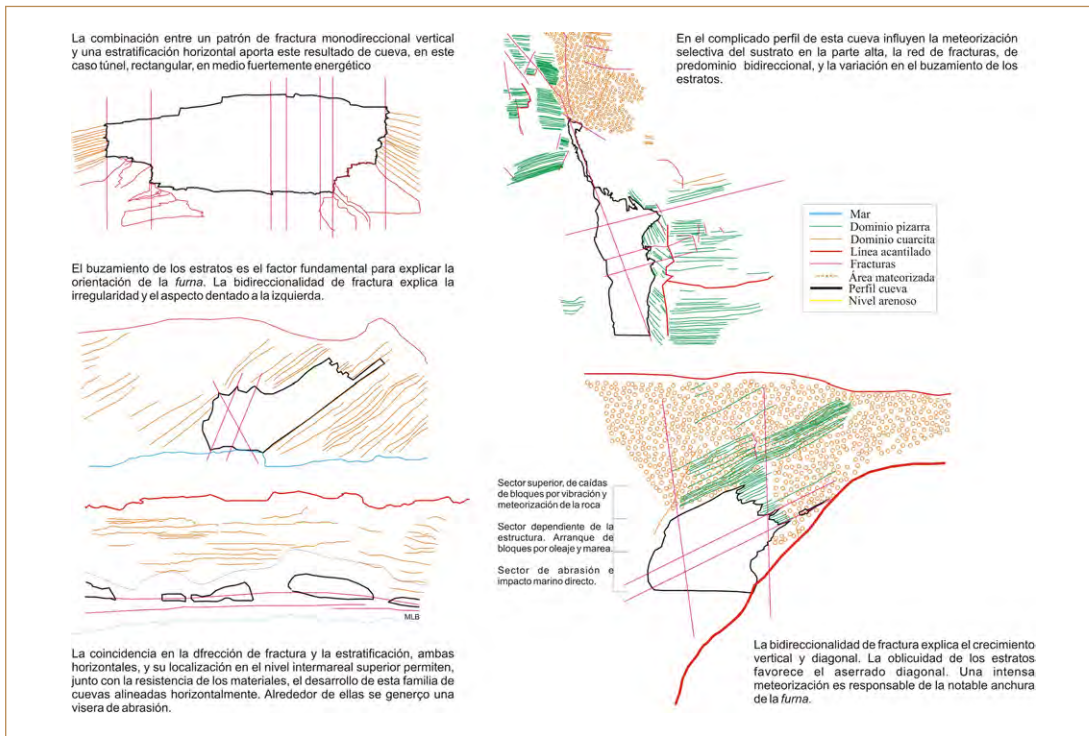 La combinación entre un patrón de fractura monodireccional vertical
y una estratificación horizontal aporta este resultado de cueva, en este
caso túnel, rectangular, en medio fuertemente energético
El buzamiento de los estratos es el factor fundamental para explicar la
orientación de la furna. La bidireccionalidad de fractura explica la
irregularidad y el aspecto dentado a la izquierda.
MLB
La coincidencia en la dfrección de fractura y la estratificación, ambas
horizontales, y su localización en el nivel intermareal superior permiten,
junto con la resistencia de los materiales, el desarrollo de esta familia de
cuevas alineadas horizontalmente. Alrededor de ellas se generço una
visera de abrasión.
En el complicado perfil de esta cueva influyen la meteorización
selectiva del sustrato en la parte alta, la red de fracturas, de
predominio bidireccional, y la variación en el buzamiento de los
estratos.
Mar
Dominio pizarra
Dominio cuarcita
Línea acantilado
Fracturas
Área mateorizada
Perfil cueva
Nivel arenoso
Sector superior, de caídas
de bloques por vibración y
meteorización de la roca
Sector dependiente de la
estructura. Arranque de
bloques por oleaje y marea.
Sector de abrasión e
impacto marino directo.
La bidireccionalidad de fractura explica el crecimiento
vertical y diagonal. La oblicuidad de los estratos
favorece el aserrado diagonal. Una intensa
meteorización es responsable de la notable anchura
de la furna.